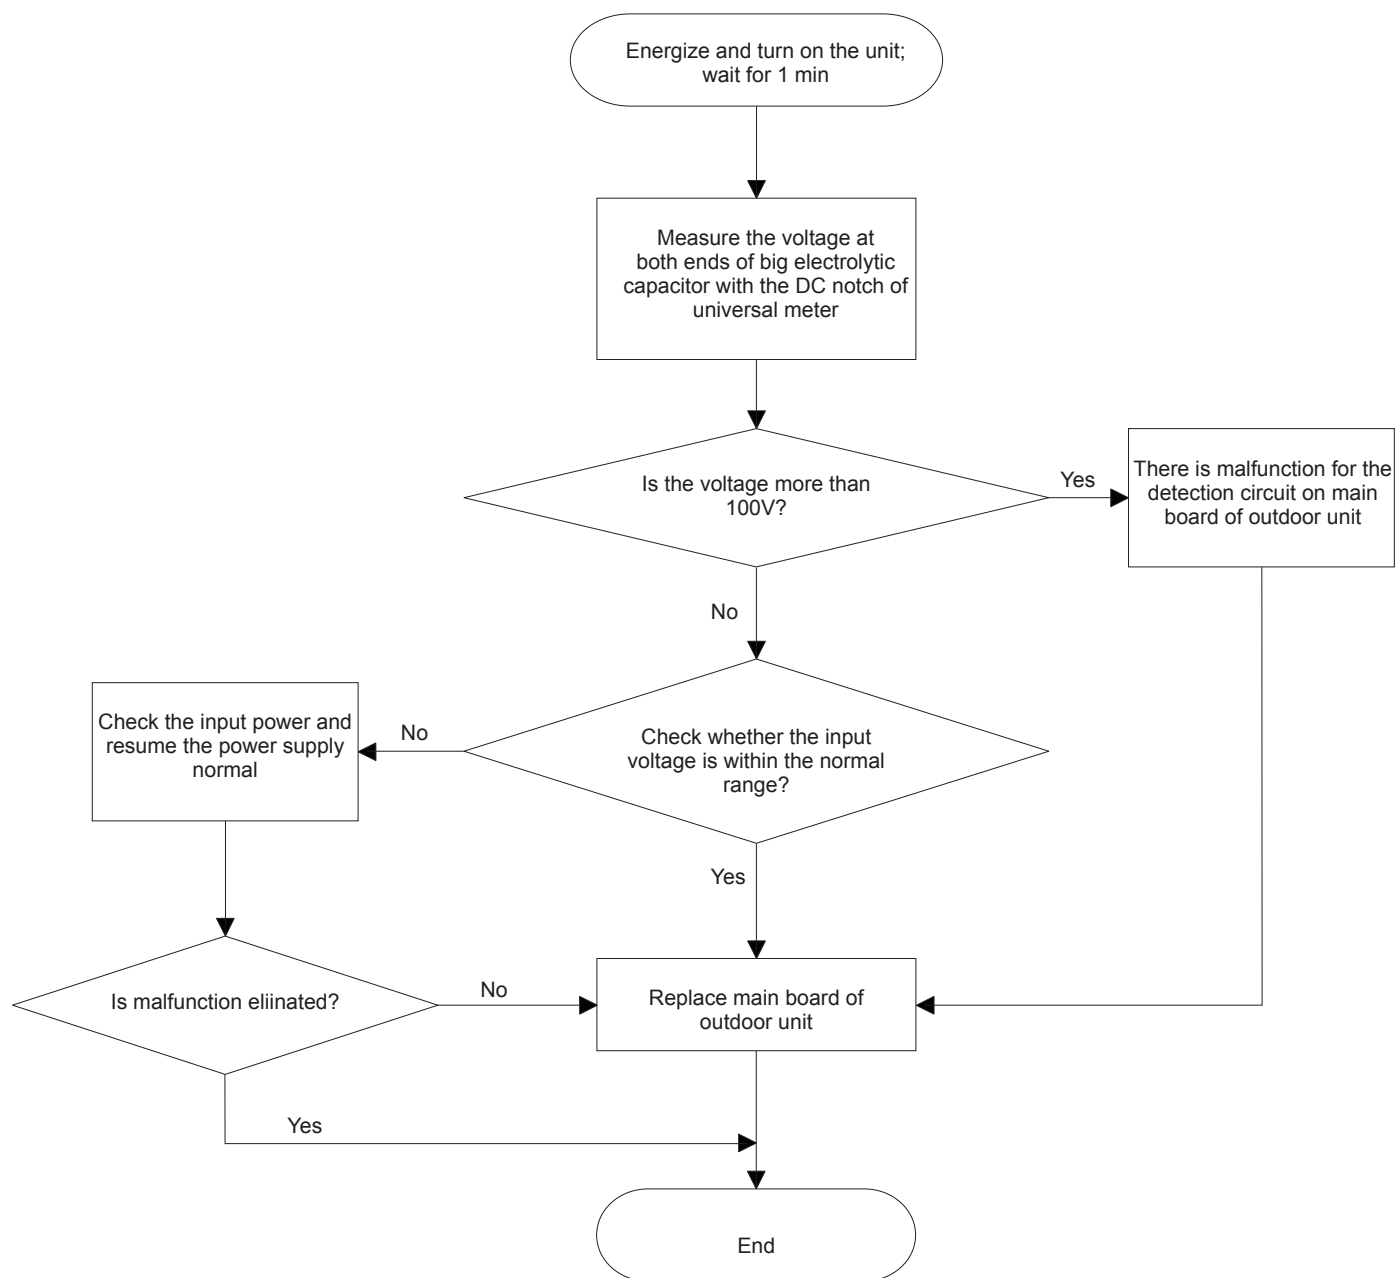 Energize and turn on the unit;
wait for 1 min
Measure the voltage at
both ends of big electrolytic
capacitor with the DC notch of
universal meter
Is the voltage more than
100V?
Yes
There is malfunction for the
detection circuit on main
board of outdoor unit
No
Check the input power and
resume the power supply
normal
No
Check whether the input
voltage is within the normal
range?
Yes
Is malfunction eliinated?
No
Replace main board of
outdoor unit
Yes
End